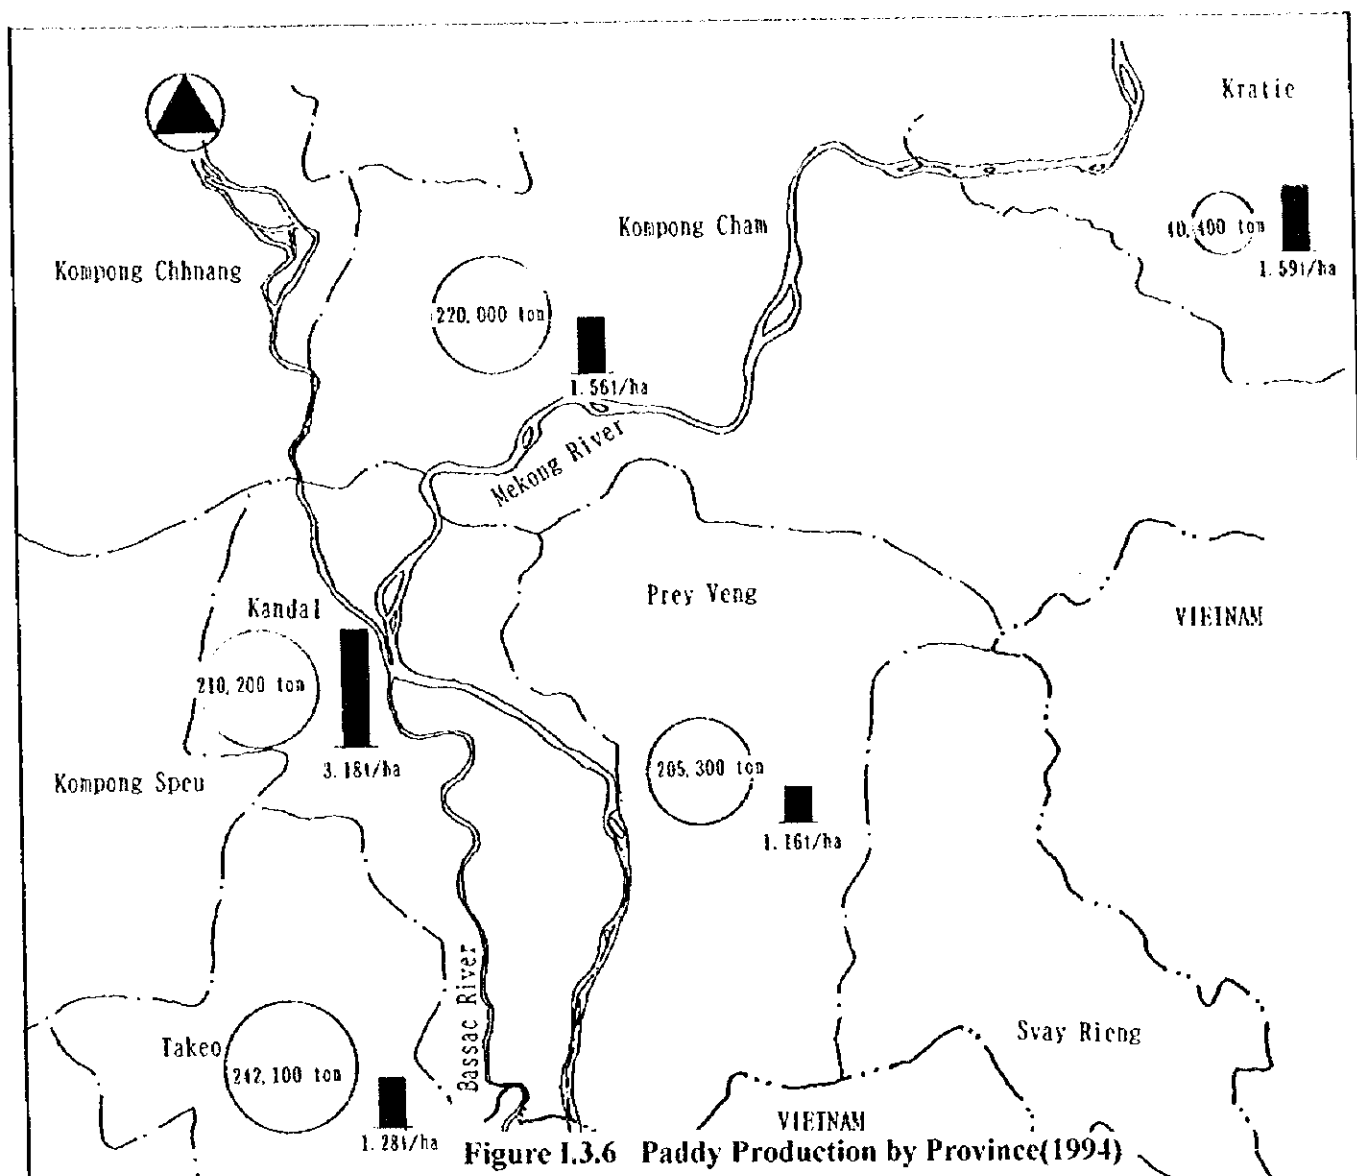 Kratie
Kompong Cham
40,400 ton
1.59t/ha
Kompong Chhnang
220,000 ton
1.56t/ha
Mekong River
Kandal
Prey Veng
VIETNAM
210,200 ton
3.18t/ha
Kompong Speu
205,300 ton
1.16t/ha
Bassac River
Takeo
242,100 ton
1.28t/ha
Svay Rieng
VIETNAM
Figure I.3.6 Paddy Production by Province(1994)